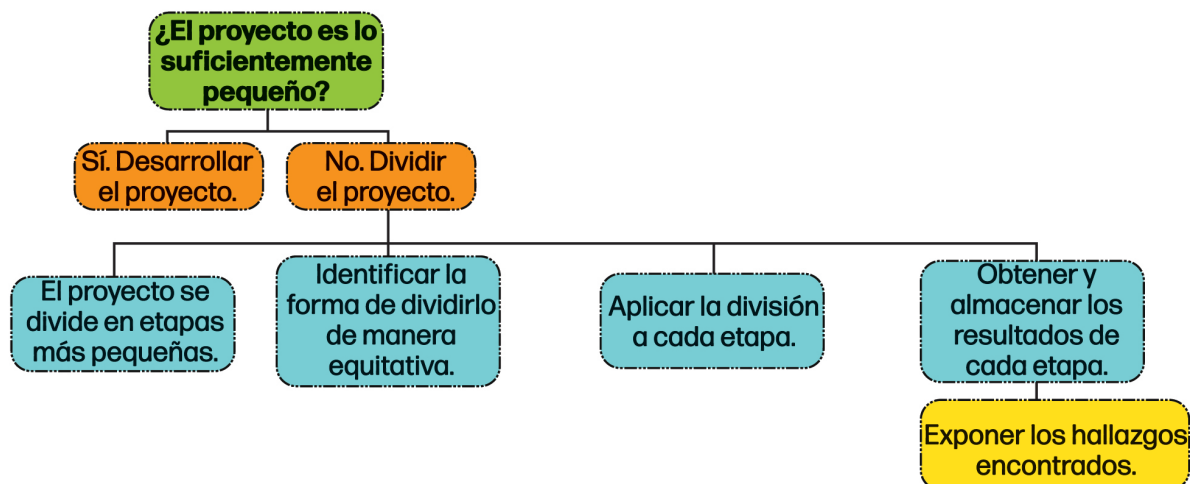 ¿El proyecto es lo
suficientemente
pequeño?
Sí. Desarrollar
el proyecto.
No. Dividir
el proyecto.
El proyecto se
divide en etapas
más pequeñas.
Identificar la
forma de dividirlo
de manera
equitativa.
Aplicar la división
a cada etapa.
Obtener y
almacenar los
resultados de
cada etapa.
Exponer los hallazgos
encontrados.